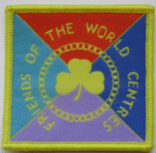 FRIENDS OF THE WORLD CENTRES